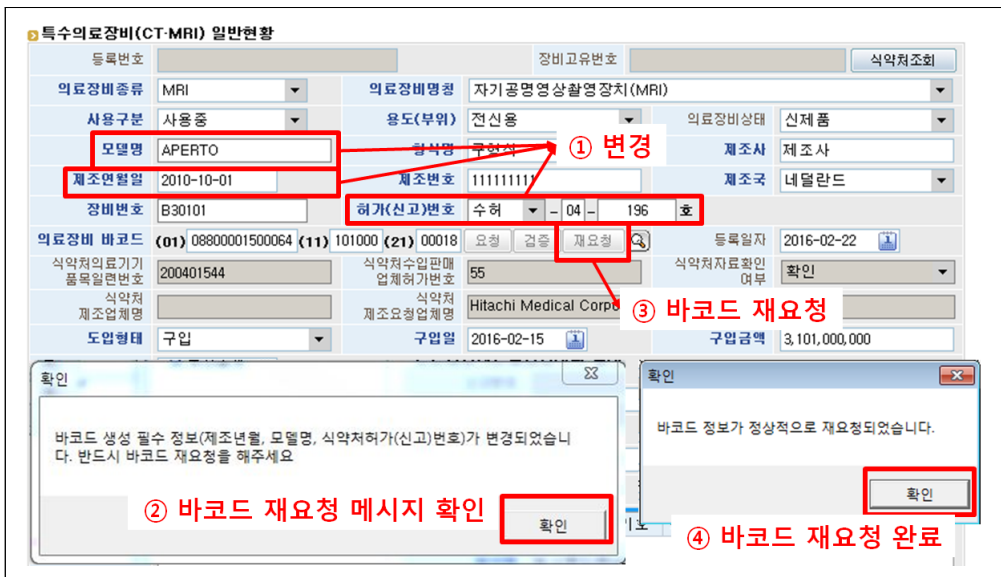 특수의료장비(CT·MRI) 일반현황
등록번호 장비고유번호 식약처조회
의료장비종류 MRI 의료장비명칭 자기공명영상촬영장치(MRI)
사용구분 사용중 용도(부위) 전신용 의료장비상태 신제품
① 변경
모델명 APERTO 형식명 구형식 제조사 제조사
제조연월일 2010-10-01 제조번호 111111111 제조국 네덜란드
장비번호 B30101 허가(신고)번호 수허 - 04 - 196 호
의료장비 바코드 (01) 08800001500064 (11) 101000 (21) 00018 요청 검증 재요청 등록일자 2016-02-22
식약처의료기기 식약처수입판매 식약처자료확인
품목일련번호 200401544 업체허가번호 55 여부 확인
식약처 식약처
제조업체명 제조요청업체명 Hitachi Medical Corpo
③ 바코드 재요청
도입형태 구입 구입일 2016-02-15 구입금액 3,101,000,000
확인
바코드 생성 필수 정보(제조년월, 모델명, 식약처허가(신고)번호)가 변경되었습니
다. 반드시 바코드 재요청을 해주세요
② 바코드 재요청 메시지 확인
확인
확인
바코드 정보가 정상적으로 재요청되었습니다.
확인
④ 바코드 재요청 완료